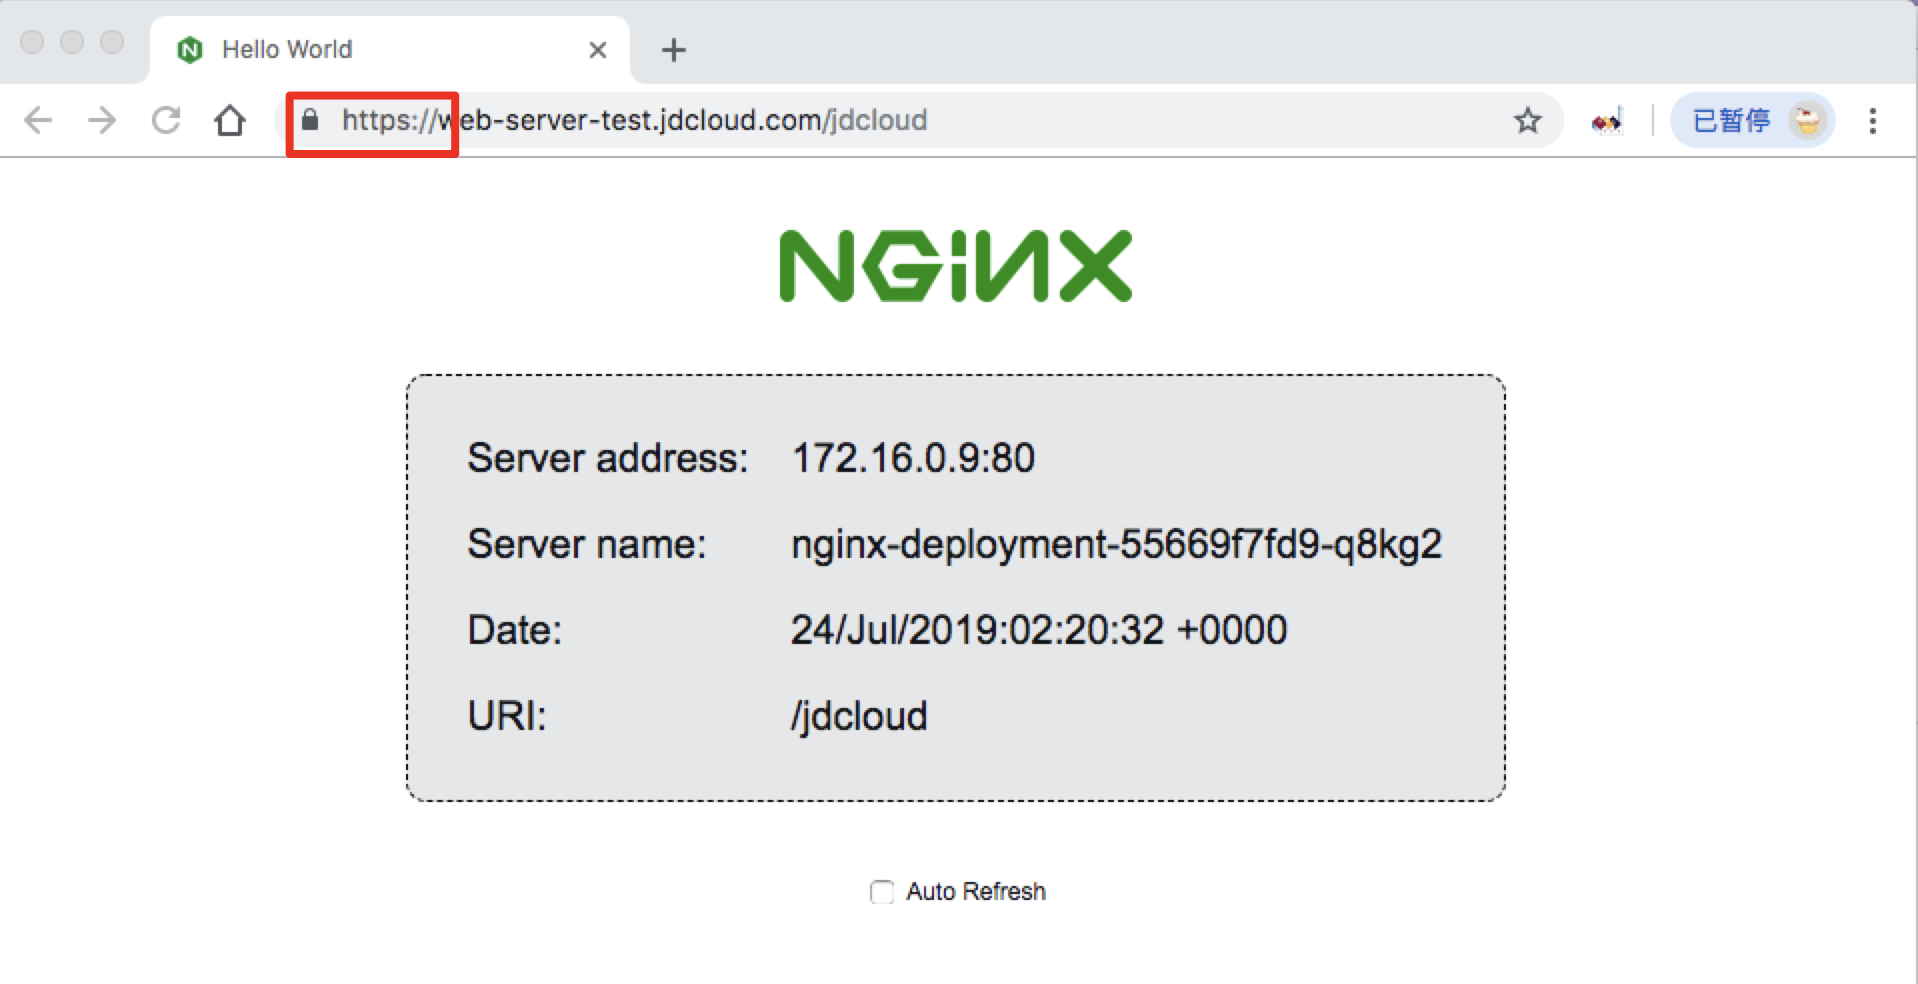 Hello World
https://web-server-test.jdcloud.com/jdcloud
已暂停
NGINX
Server address: 172.16.0.9:80
Server name: nginx-deployment-55669f7fd9-q8kg2
Date: 24/Jul/2019:02:20:32 +0000
URI: /jdcloud
Auto Refresh